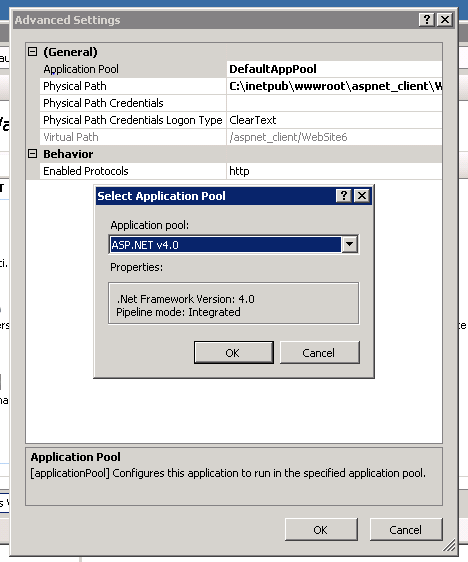 Advanced Settings
(General)
Application Pool DefaultAppPool
Physical Path C:\inetpub\wwwroot\aspnet_client\W
Physical Path Credentials
Physical Path Credentials Logon Type ClearText
Virtual Path /aspnet_client/WebSite6
Behavior
Enabled Protocols http
Select Application Pool
Application pool:
ASP.NET v4.0
Properties:
.Net Framework Version: 4.0
Pipeline mode: Integrated
OK Cancel
Application Pool
[applicationPool] Configures this application to run in the specified application pool.
OK Cancel